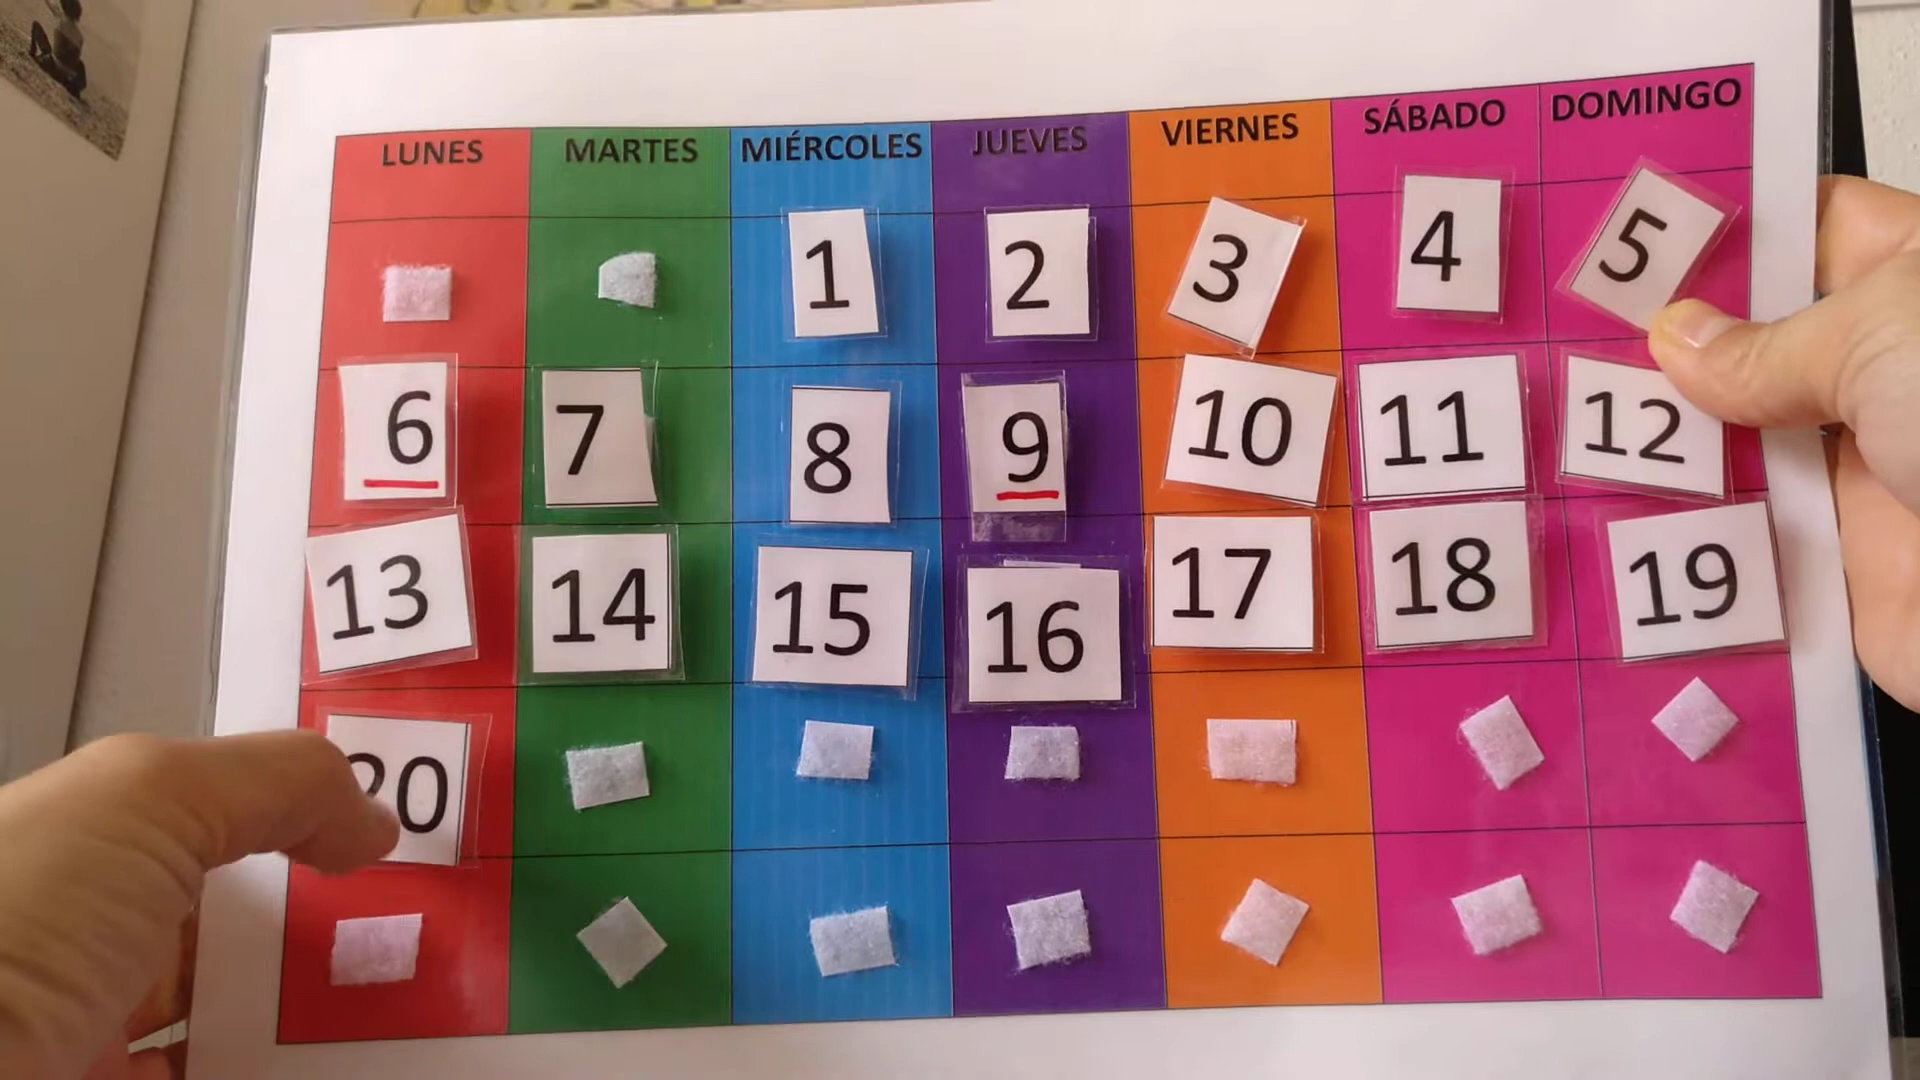 LUNES MARTES MIÉRCOLES JUEVES VIERNES SÁBADO DOMINGO
1 2 3 4 5
6 7 8 9 10 11 12
13 14 15 16 17 18 19
20